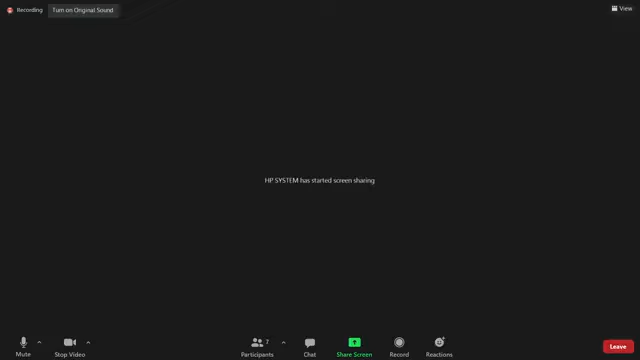 Recording
Turn on Original Sound
View
HP SYSTEM has started screen sharing
7
Mute
Stop Video
Participants
Chat
Share Screen
Record
Reactions
Leave